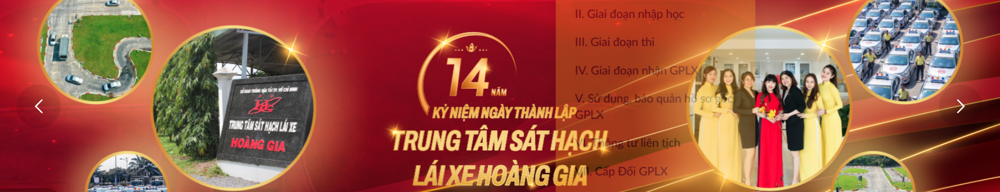 SỞ GIAO THÔNG VẬN TẢI TP. HỒ CHÍ MINH
TRUNG TÂM SÁT HẠCH LÁI XE
HOÀNG GIA
14
NĂM
KỶ NIỆM NGÀY THÀNH LẬP
TRUNG TÂM SÁT HẠCH
LÁI XE HOÀNG GIA
II. Giai đoạn nhập học
III. Giai đoạn thi
IV. Giai đoạn nhận GPLX
V. Sử dụng, bảo quản hồ sơ gốc
GPLX
VI. Thông tư liên tịch
VII. Cấp Đổi GPLX